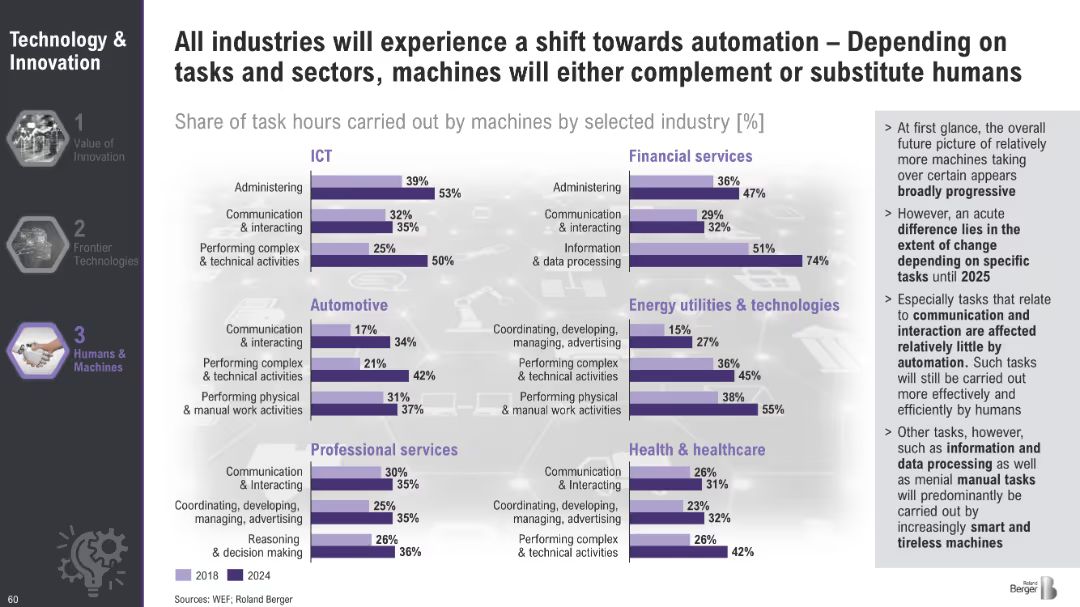 Technology &
Innovation
1
Value of
Innovation
2
Frontier
Technologies
3
Humans &
Machines
60
All industries will experience a shift towards automation – Depending on
tasks and sectors, machines will either complement or substitute humans
Share of task hours carried out by machines by selected industry [%]
ICT
Administering
39%
53%
Communication
& interacting
32%
35%
Performing complex
& technical activities
25%
50%
Financial services
Administering
36%
47%
Communication
& interacting
29%
32%
Information
& data processing
51%
74%
Automotive
Communication
& interacting
17%
34%
Performing complex
& technical activities
21%
42%
Performing physical
& manual work activities
31%
37%
Energy utilities & technologies
Coordinating, developing,
managing, advertising
15%
27%
Performing complex
& technical activities
36%
45%
Performing physical
& manual work activities
38%
55%
Professional services
Communication
& Interacting
30%
35%
Coordinating, developing,
managing, advertising
25%
35%
Reasoning
& decision making
26%
36%
Health & healthcare
Communication
& Interacting
26%
31%
Coordinating, developing,
managing, advertising
23%
32%
Performing complex
& technical activities
26%
42%
2018
2024
Sources: WEF; Roland Berger
> At first glance, the overall
future picture of relatively
more machines taking
over certain appears
broadly progressive
> However, an acute
difference lies in the
extent of change
depending on specific
tasks until 2025
> Especially tasks that relate
to communication and
interaction are affected
relatively little by
automation. Such tasks
will still be carried out
more effectively and
efficiently by humans
> Other tasks, however,
such as information and
data processing as well
as menial manual tasks
will predominantly be
carried out by
increasingly smart and
tireless machines
Roland
Berger
B